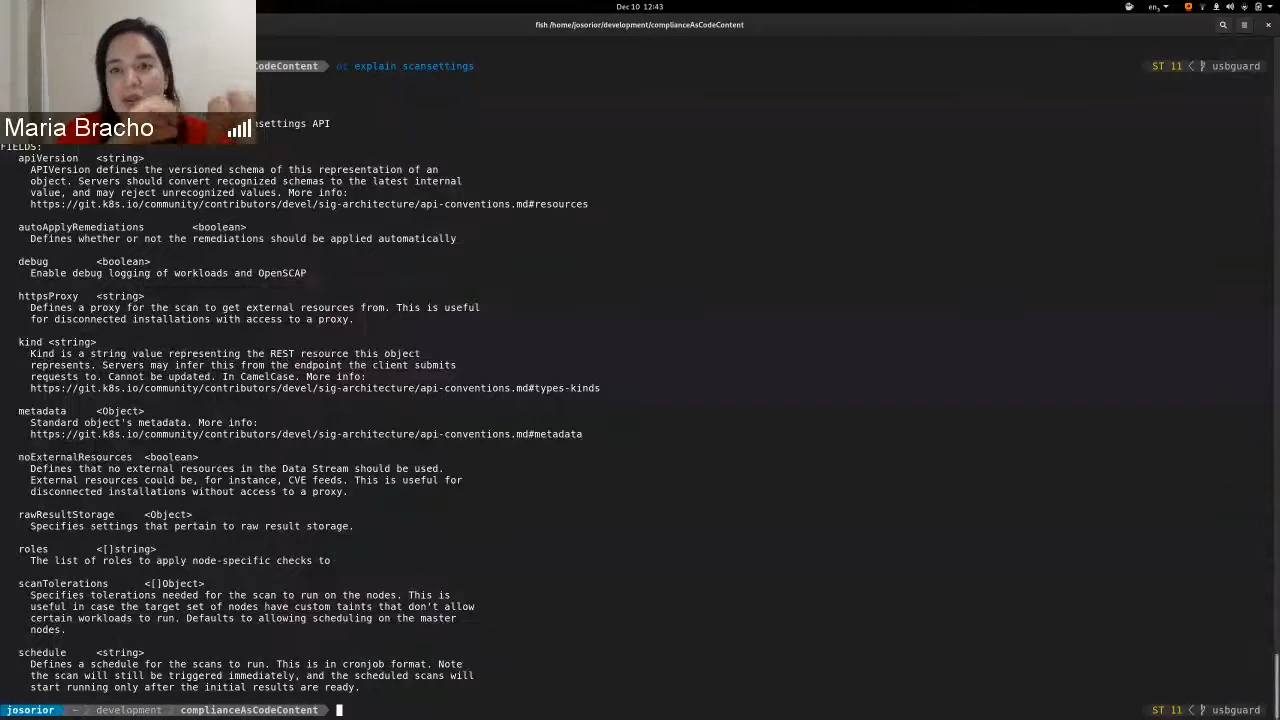 Dec 10 12:43
en
fish /home/josorior/development/complianceAsCodeContent
CodeContent oc explain scansettings
ST 11 usbguard
Maria Bracho
nsettings API
FIELDS:
apiVersion <string>
APIVersion defines the versioned schema of this representation of an
object. Servers should convert recognized schemas to the latest internal
value, and may reject unrecognized values. More info:
https://git.k8s.io/community/contributors/devel/sig-architecture/api-conventions.md#resources
autoApplyRemediations <boolean>
Defines whether or not the remediations should be applied automatically
debug <boolean>
Enable debug logging of workloads and OpenSCAP
httpsProxy <string>
Defines a proxy for the scan to get external resources from. This is useful
for disconnected installations with access to a proxy.
kind <string>
Kind is a string value representing the REST resource this object
represents. Servers may infer this from the endpoint the client submits
requests to. Cannot be updated. In CamelCase. More info:
https://git.k8s.io/community/contributors/devel/sig-architecture/api-conventions.md#types-kinds
metadata <Object>
Standard object's metadata. More info:
https://git.k8s.io/community/contributors/devel/sig-architecture/api-conventions.md#metadata
noExternalResources <boolean>
Defines that no external resources in the Data Stream should be used.
External resources could be, for instance, CVE feeds. This is useful for
disconnected installations without access to a proxy.
rawResultStorage <Object>
Specifies settings that pertain to raw result storage.
roles <[]string>
The list of roles to apply node-specific checks to
scanTolerations <[]Object>
Specifies tolerations needed for the scan to run on the nodes. This is
useful in case the target set of nodes have custom taints that don't allow
certain workloads to run. Defaults to allowing scheduling on the master
nodes.
schedule <string>
Defines a schedule for the scans to run. This is in cronjob format. Note
the scan will still be triggered immediately, and the scheduled scans will
start running only after the initial results are ready.
josorior ~ development complianceAsCodeContent
ST 11 usbguard